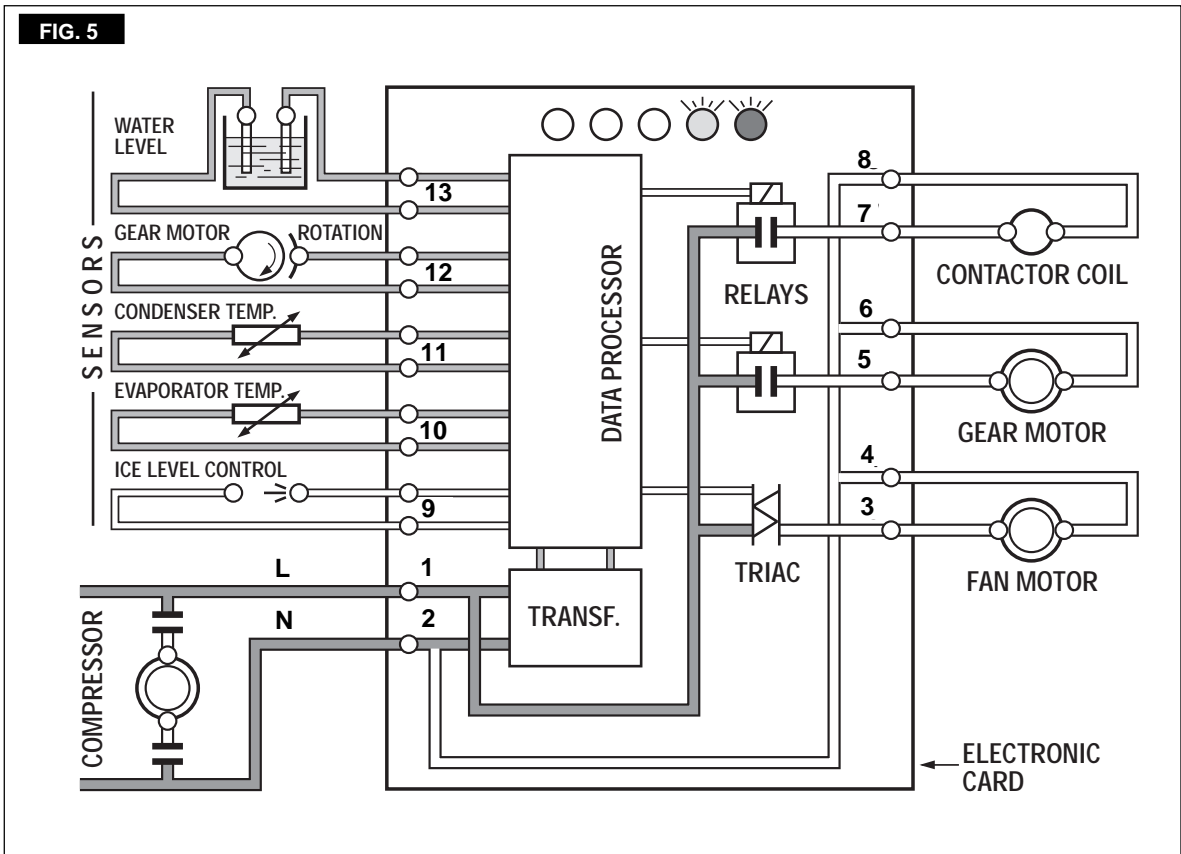 FIG. 5
WATER
LEVEL
13
GEAR MOTOR
ROTATION
12
CONDENSER TEMP.
11
EVAPORATOR TEMP.
10
ICE LEVEL CONTROL
9
SENSORS
L
1
N
2
COMPRESSOR
DATA PROCESSOR
TRANSF.
RELAYS
TRIAC
8
7
CONTACTOR COIL
6
5
GEAR MOTOR
4
3
FAN MOTOR
ELECTRONIC
CARD